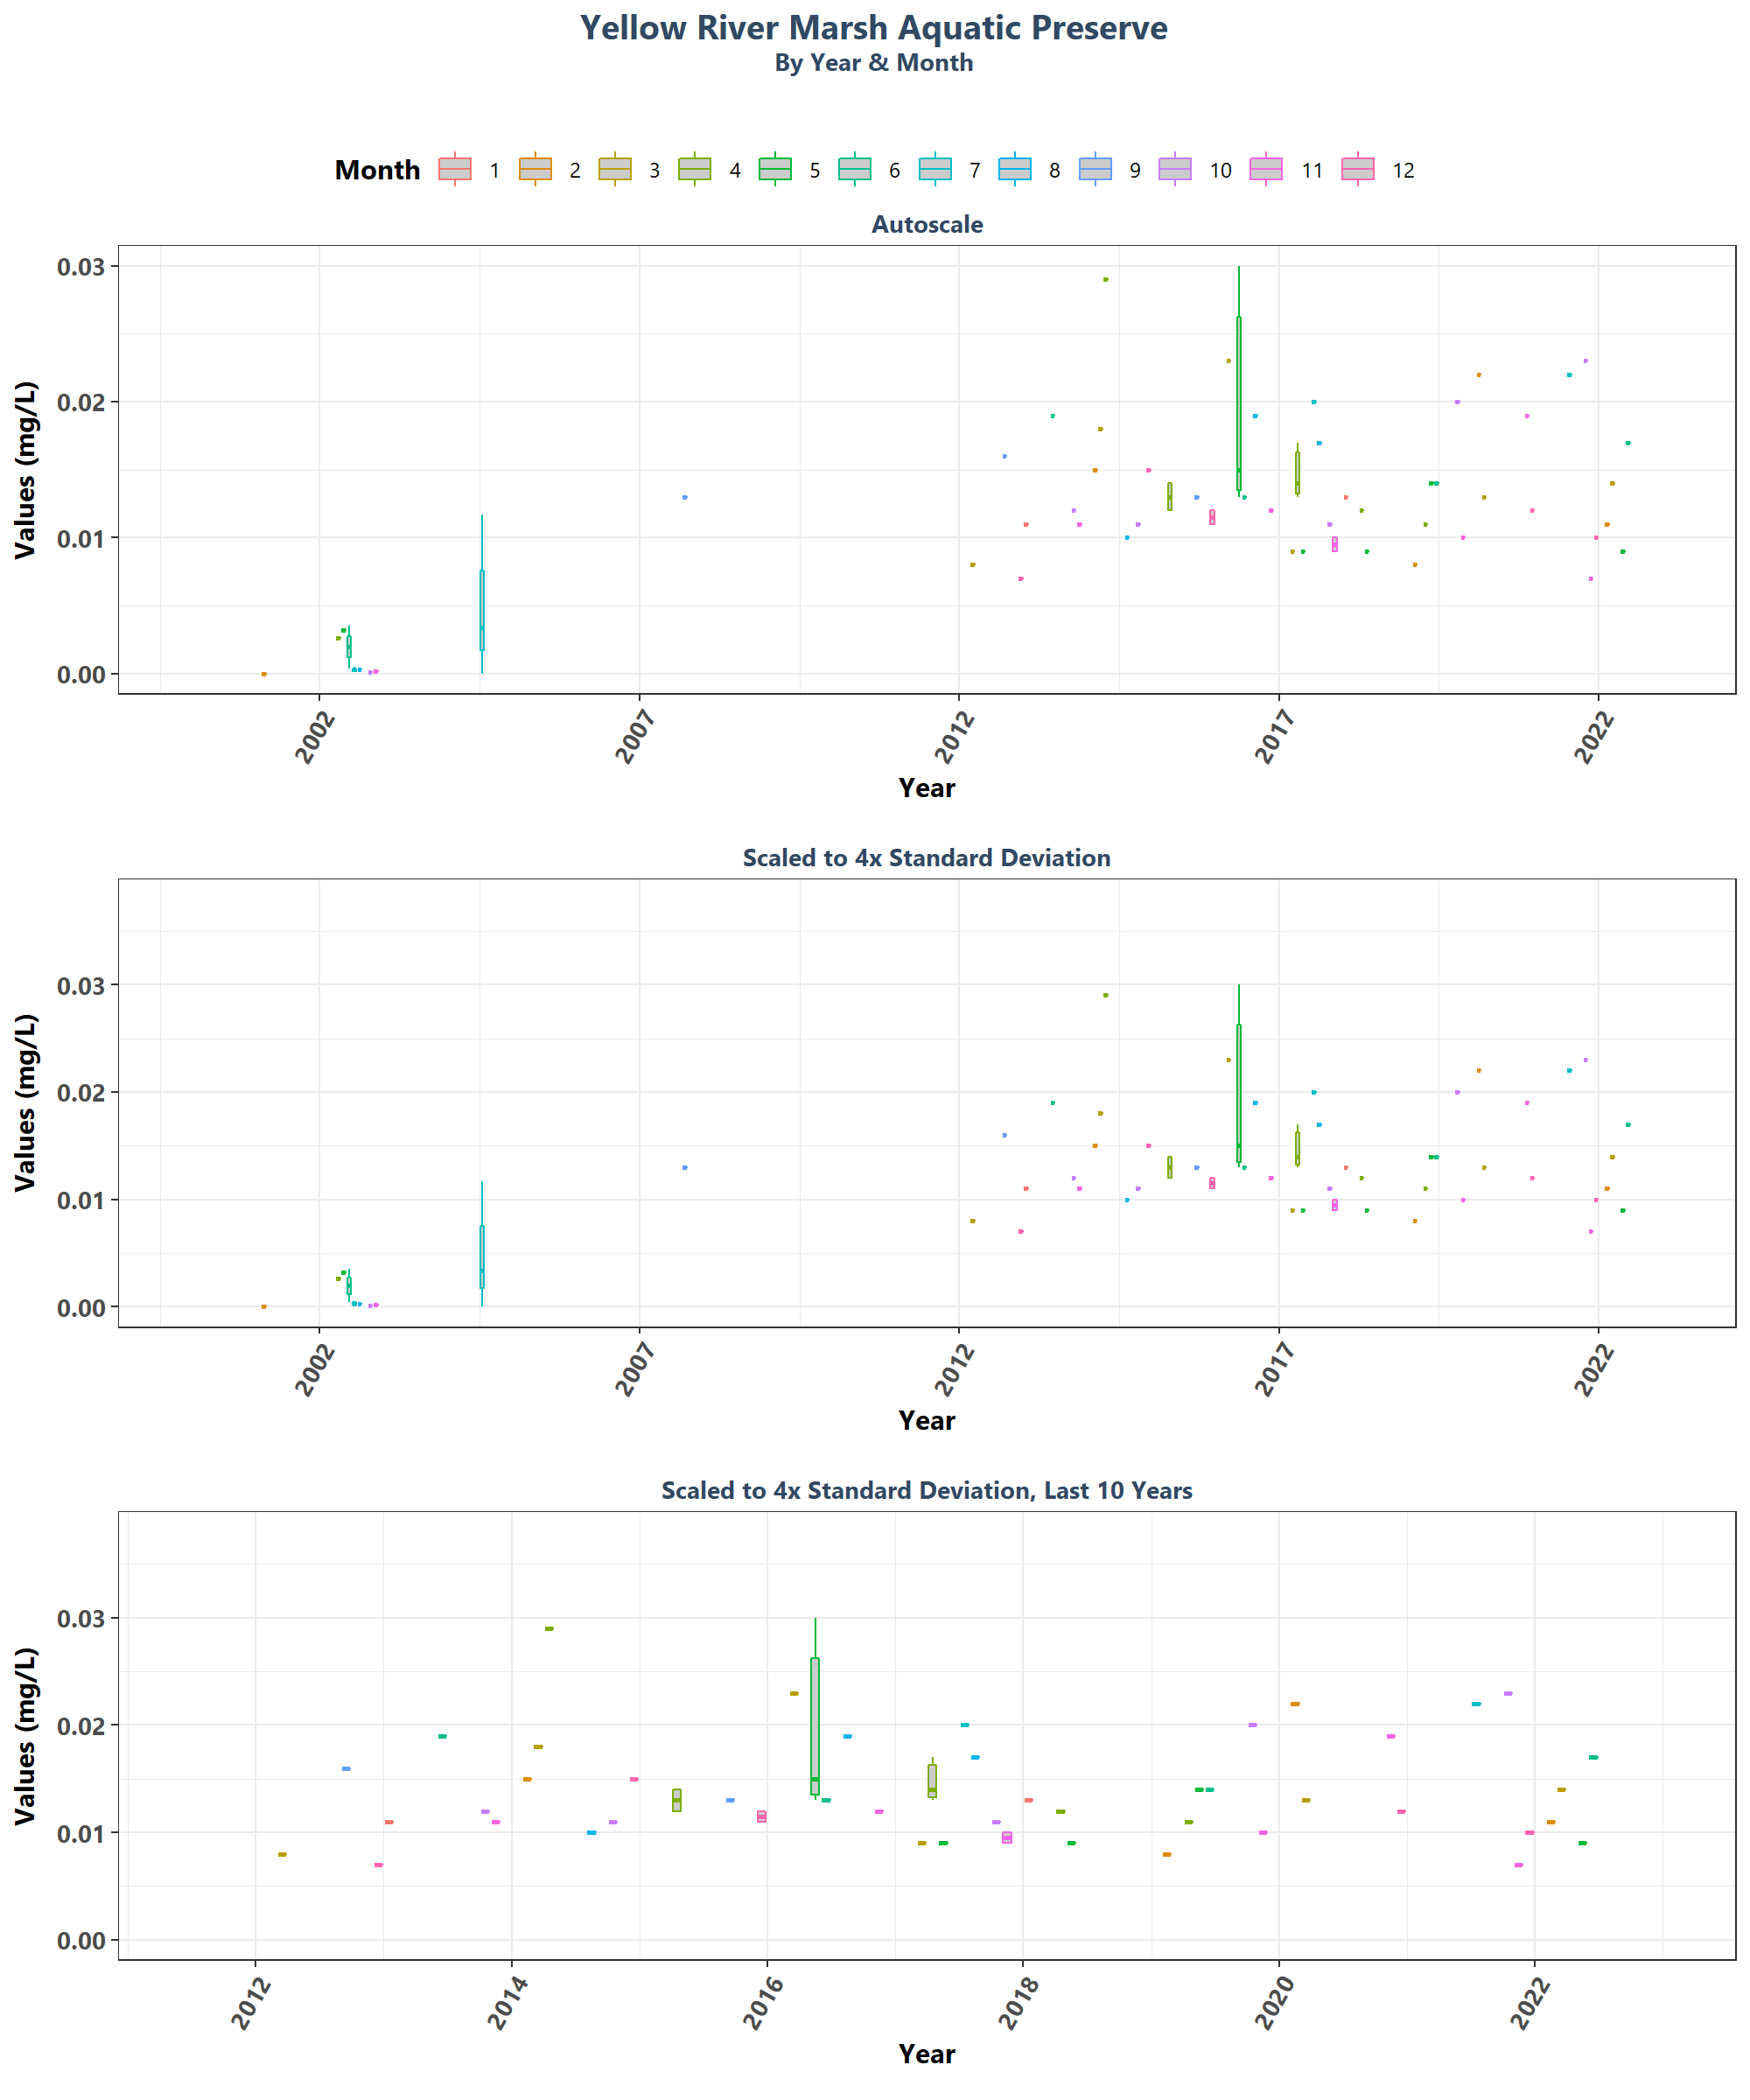 Yellow River Marsh Aquatic Preserve
By Year & Month
Month 1 2 3 4 5 6 7 8 9 10 11 12
Autoscale
Values (mg/L)
0.03
0.02
0.01
0.00
2002 2007 2012 2017 2022
Year
Scaled to 4x Standard Deviation
Values (mg/L)
0.03
0.02
0.01
0.00
2002 2007 2012 2017 2022
Year
Scaled to 4x Standard Deviation, Last 10 Years
Values (mg/L)
0.03
0.02
0.01
0.00
2012 2014 2016 2018 2020 2022
Year